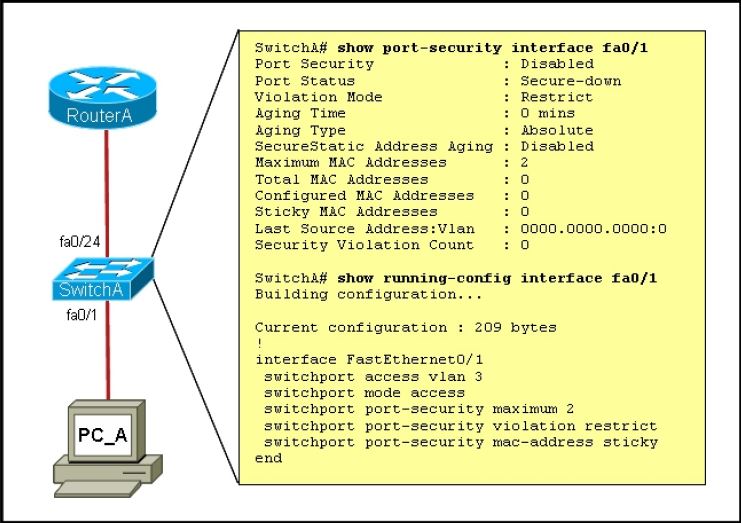 RouterA
fa0/24
SwitchA
fa0/1
PC_A
SwitchA# show port-security interface fa0/1
Port Security : Disabled
Port Status : Secure-down
Violation Mode : Restrict
Aging Time : 0 mins
Aging Type : Absolute
SecureStatic Address Aging : Disabled
Maximum MAC Addresses : 2
Total MAC Addresses : 0
Configured MAC Addresses : 0
Sticky MAC Addresses : 0
Last Source Address:Vlan : 0000.0000.0000:0
Security Violation Count : 0
SwitchA# show running-config interface fa0/1
Building configuration...
Current configuration : 209 bytes
!
interface FastEthernet0/1
switchport access vlan 3
switchport mode access
switchport port-security maximum 2
switchport port-security violation restrict
switchport port-security mac-address sticky
end